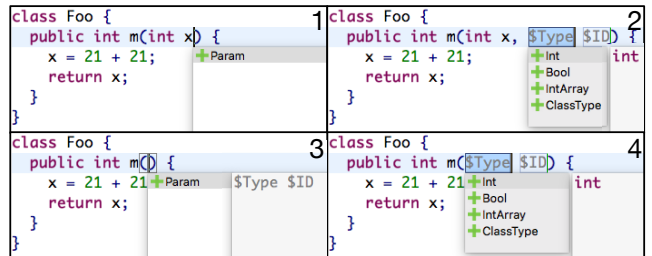 class Foo {
public int m(int x) {
x = 21 + 21;
return x;
}
}
Param
1
class Foo {
public int m(int x, $Type $ID) {
x = 21 + 21;
return x;
}
}
Int
Bool
IntArray
ClassType
int
2
class Foo {
public int m() {
x = 21 + 21
return x;
}
}
Param
$Type $ID
3
class Foo {
public int m($Type $ID) {
x = 21 + 21
return x;
}
}
Int
Bool
IntArray
ClassType
int
4